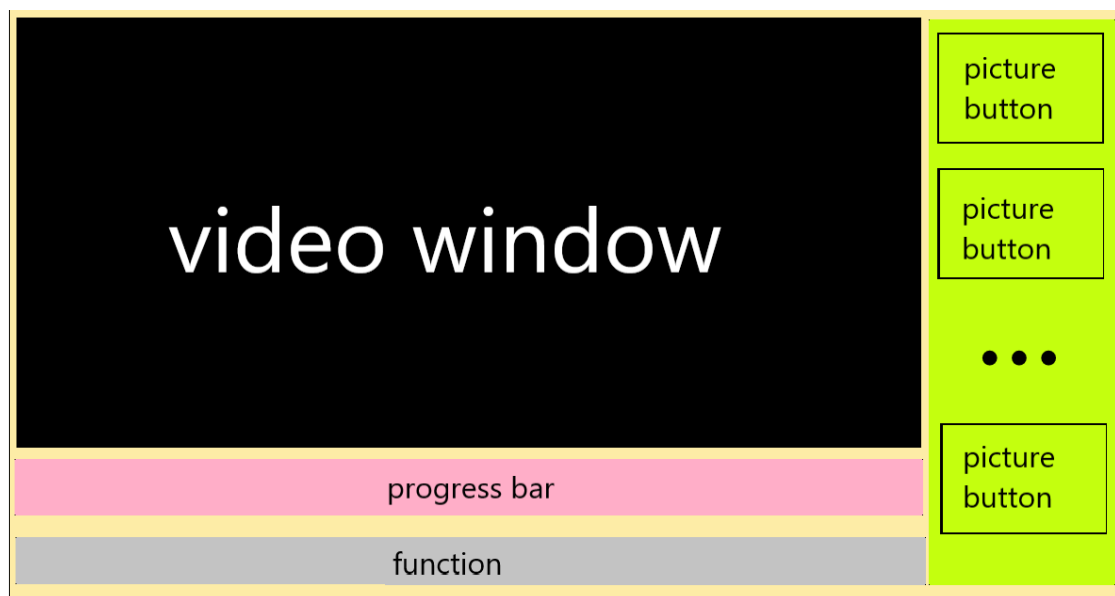 video window
progress bar
function
picture
button
picture
button
picture
button